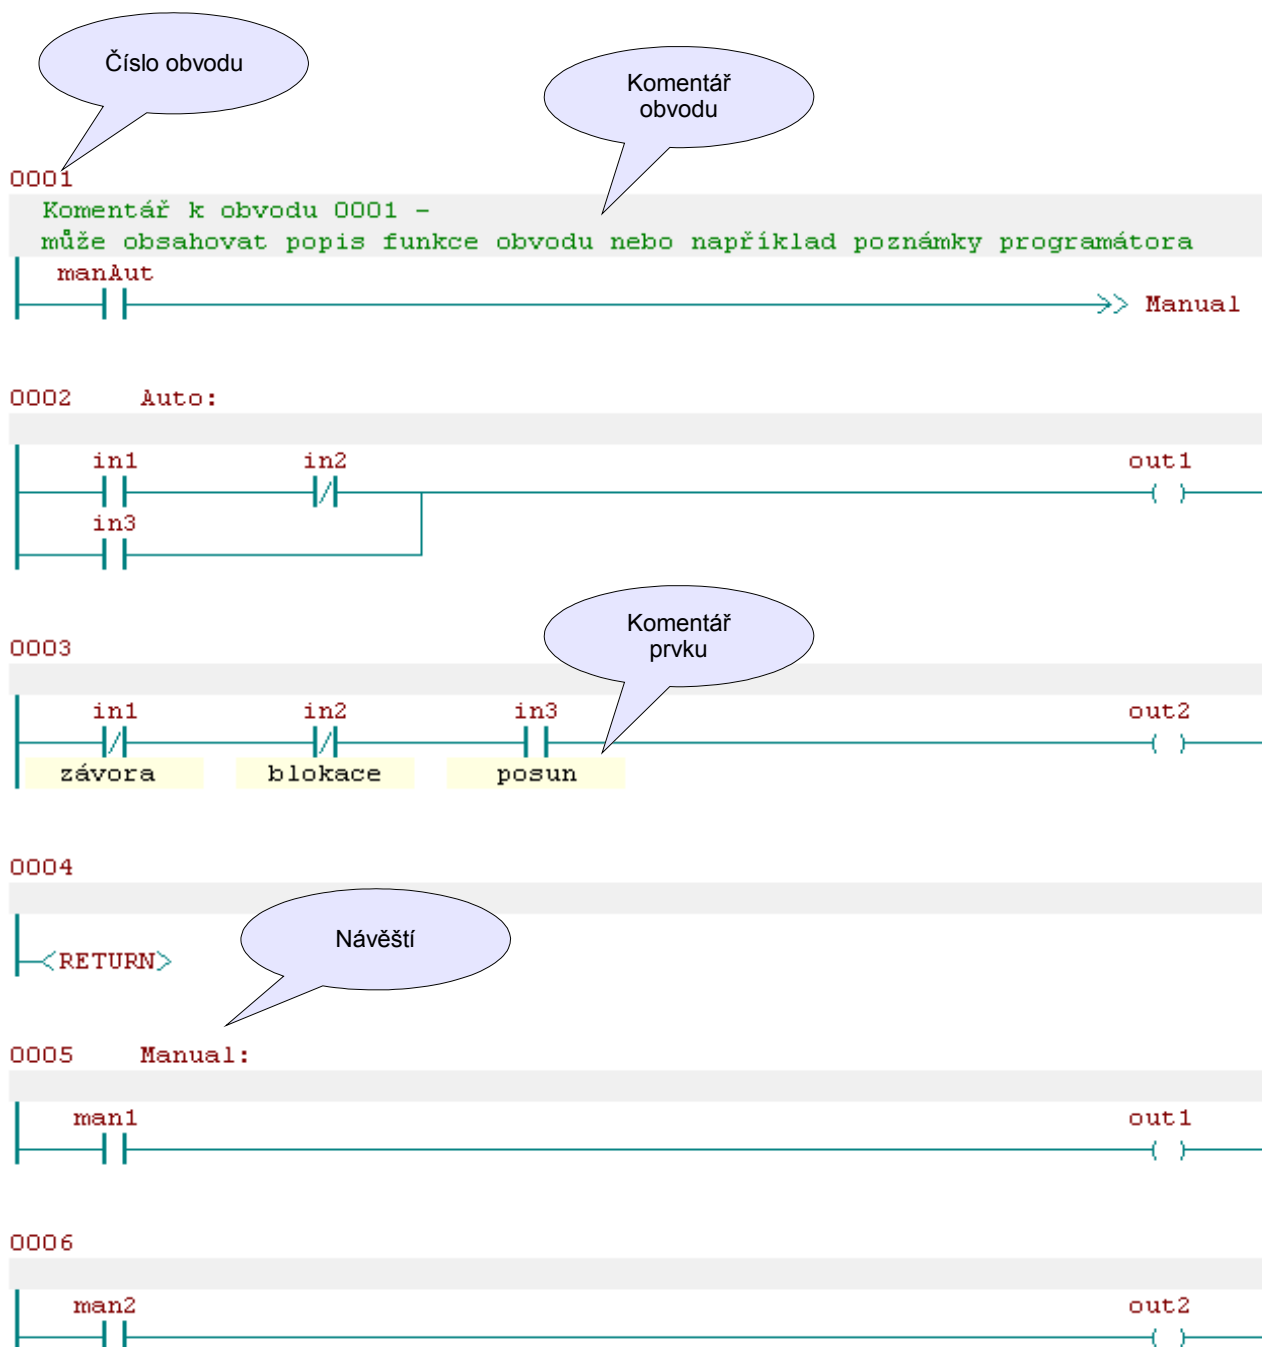 Číslo obvodu
Komentář
obvodu
0001
Komentář k obvodu 0001 -
může obsahovat popis funkce obvodu nebo například poznámky programátora
manAut
Manual
0002 Auto:
in1 in2 out1
in3
Komentář
prvku
0003
in1 in2 in3 out2
závora blokace posun
0004
Návěští
<RETURN>
0005 Manual:
man1 out1
0006
man2 out2